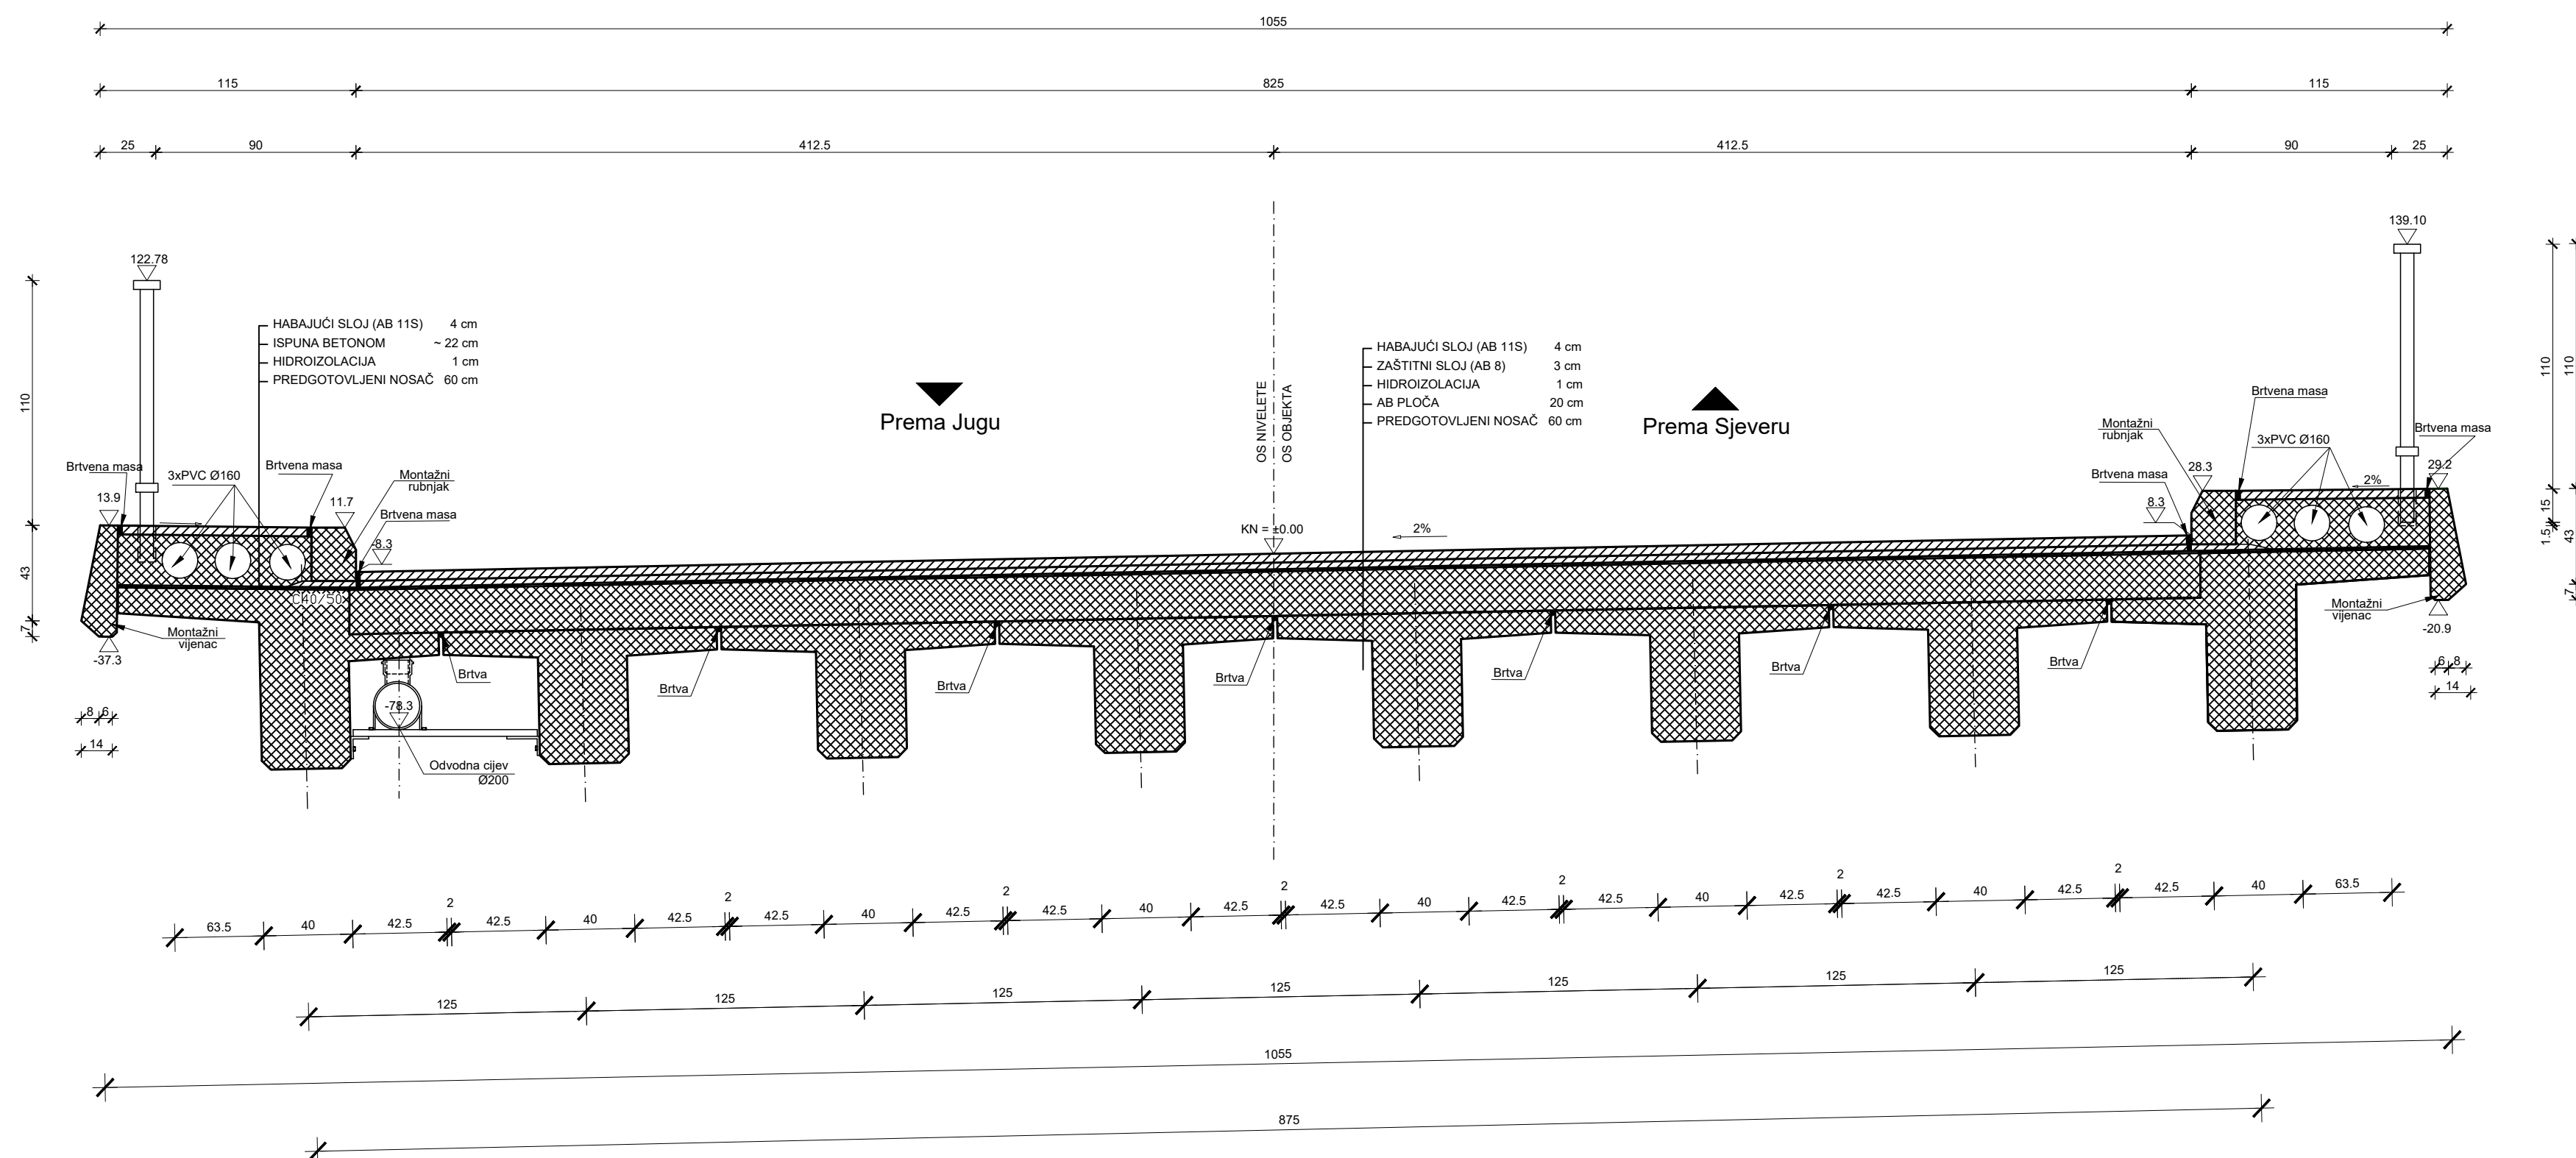 1055
115 825 115
25 90 412.5 412.5 90 25
139.10
122.78
HABAJUĆI SLOJ (AB 11S) 4 cm
ISPUNA BETONOM ~ 22 cm
HIDROIZOLACIJA 1 cm
PREDGOTOVLJENI NOSAČ 60 cm
Prema Jugu
OS NIVELETE
OS OBJEKTA
HABAJUĆI SLOJ (AB 11S) 4 cm
ZAŠTITNI SLOJ (AB 8) 3 cm
HIDROIZOLACIJA 1 cm
AB PLOČA 20 cm
PREDGOTOVLJENI NOSAČ 60 cm
Prema Sjeveru
110
43
7
Brtvena masa
3xPVC Ø160
Brtvena masa
Montažni
rubnjak
Brtvena masa
13.9
11.7
-8.3
C40/50
KN = ±0.00
2%
Montažni
rubnjak
Brtvena masa
3xPVC Ø160
Brtvena masa
Brtvena masa
28.3
8.3
2%
29.2
110
15
1.5
110
43
7
Montažni
vijenac
-37.3
8 6
14
-78.3
Odvodna cijev
Ø200
Brtva
Brtva
Brtva
Brtva
Brtva
Brtva
Brtva
Montažni
vijenac
-20.9
6 8
14
2 2 2 2 2 2 2
63.5 40 42.5 42.5 40 42.5 42.5 40 42.5 42.5 40 42.5 42.5 40 42.5 42.5 40 42.5 42.5 40 42.5 42.5 40 63.5
125 125 125 125 125 125 125
1055
875